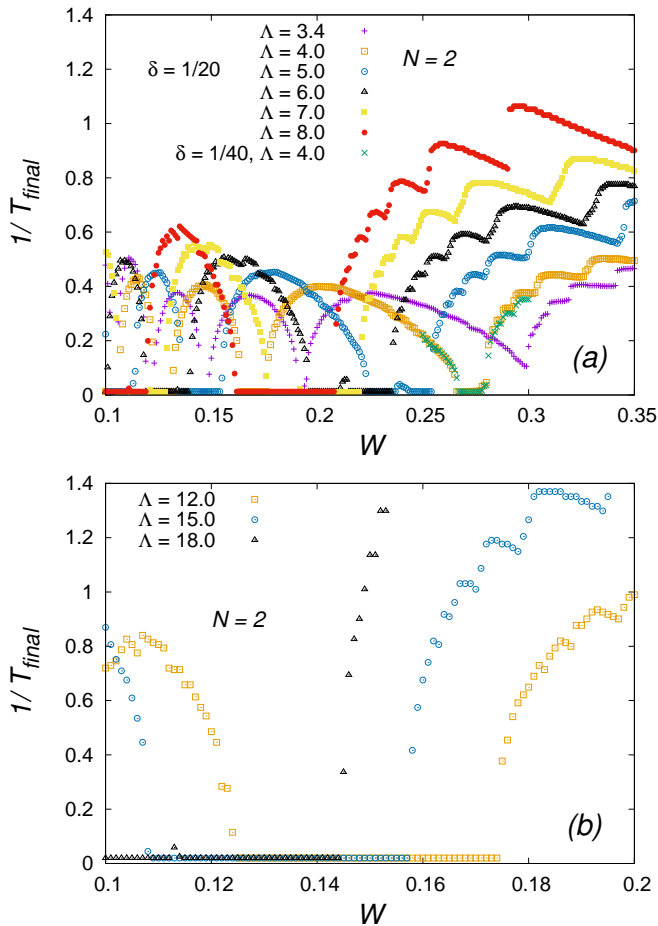 1.4
1.2
1
0.8
0.6
0.4
0.2
0
1/ T_final
δ = 1/20
Λ = 3.4
Λ = 4.0
Λ = 5.0
Λ = 6.0
Λ = 7.0
Λ = 8.0
δ = 1/40, Λ = 4.0
N = 2
(a)
0.1 0.15 0.2 0.25 0.3 0.35
W
1.4
1.2
1
0.8
0.6
0.4
0.2
0
1/ T_final
Λ = 12.0
Λ = 15.0
Λ = 18.0
N = 2
(b)
0.1 0.12 0.14 0.16 0.18 0.2
W